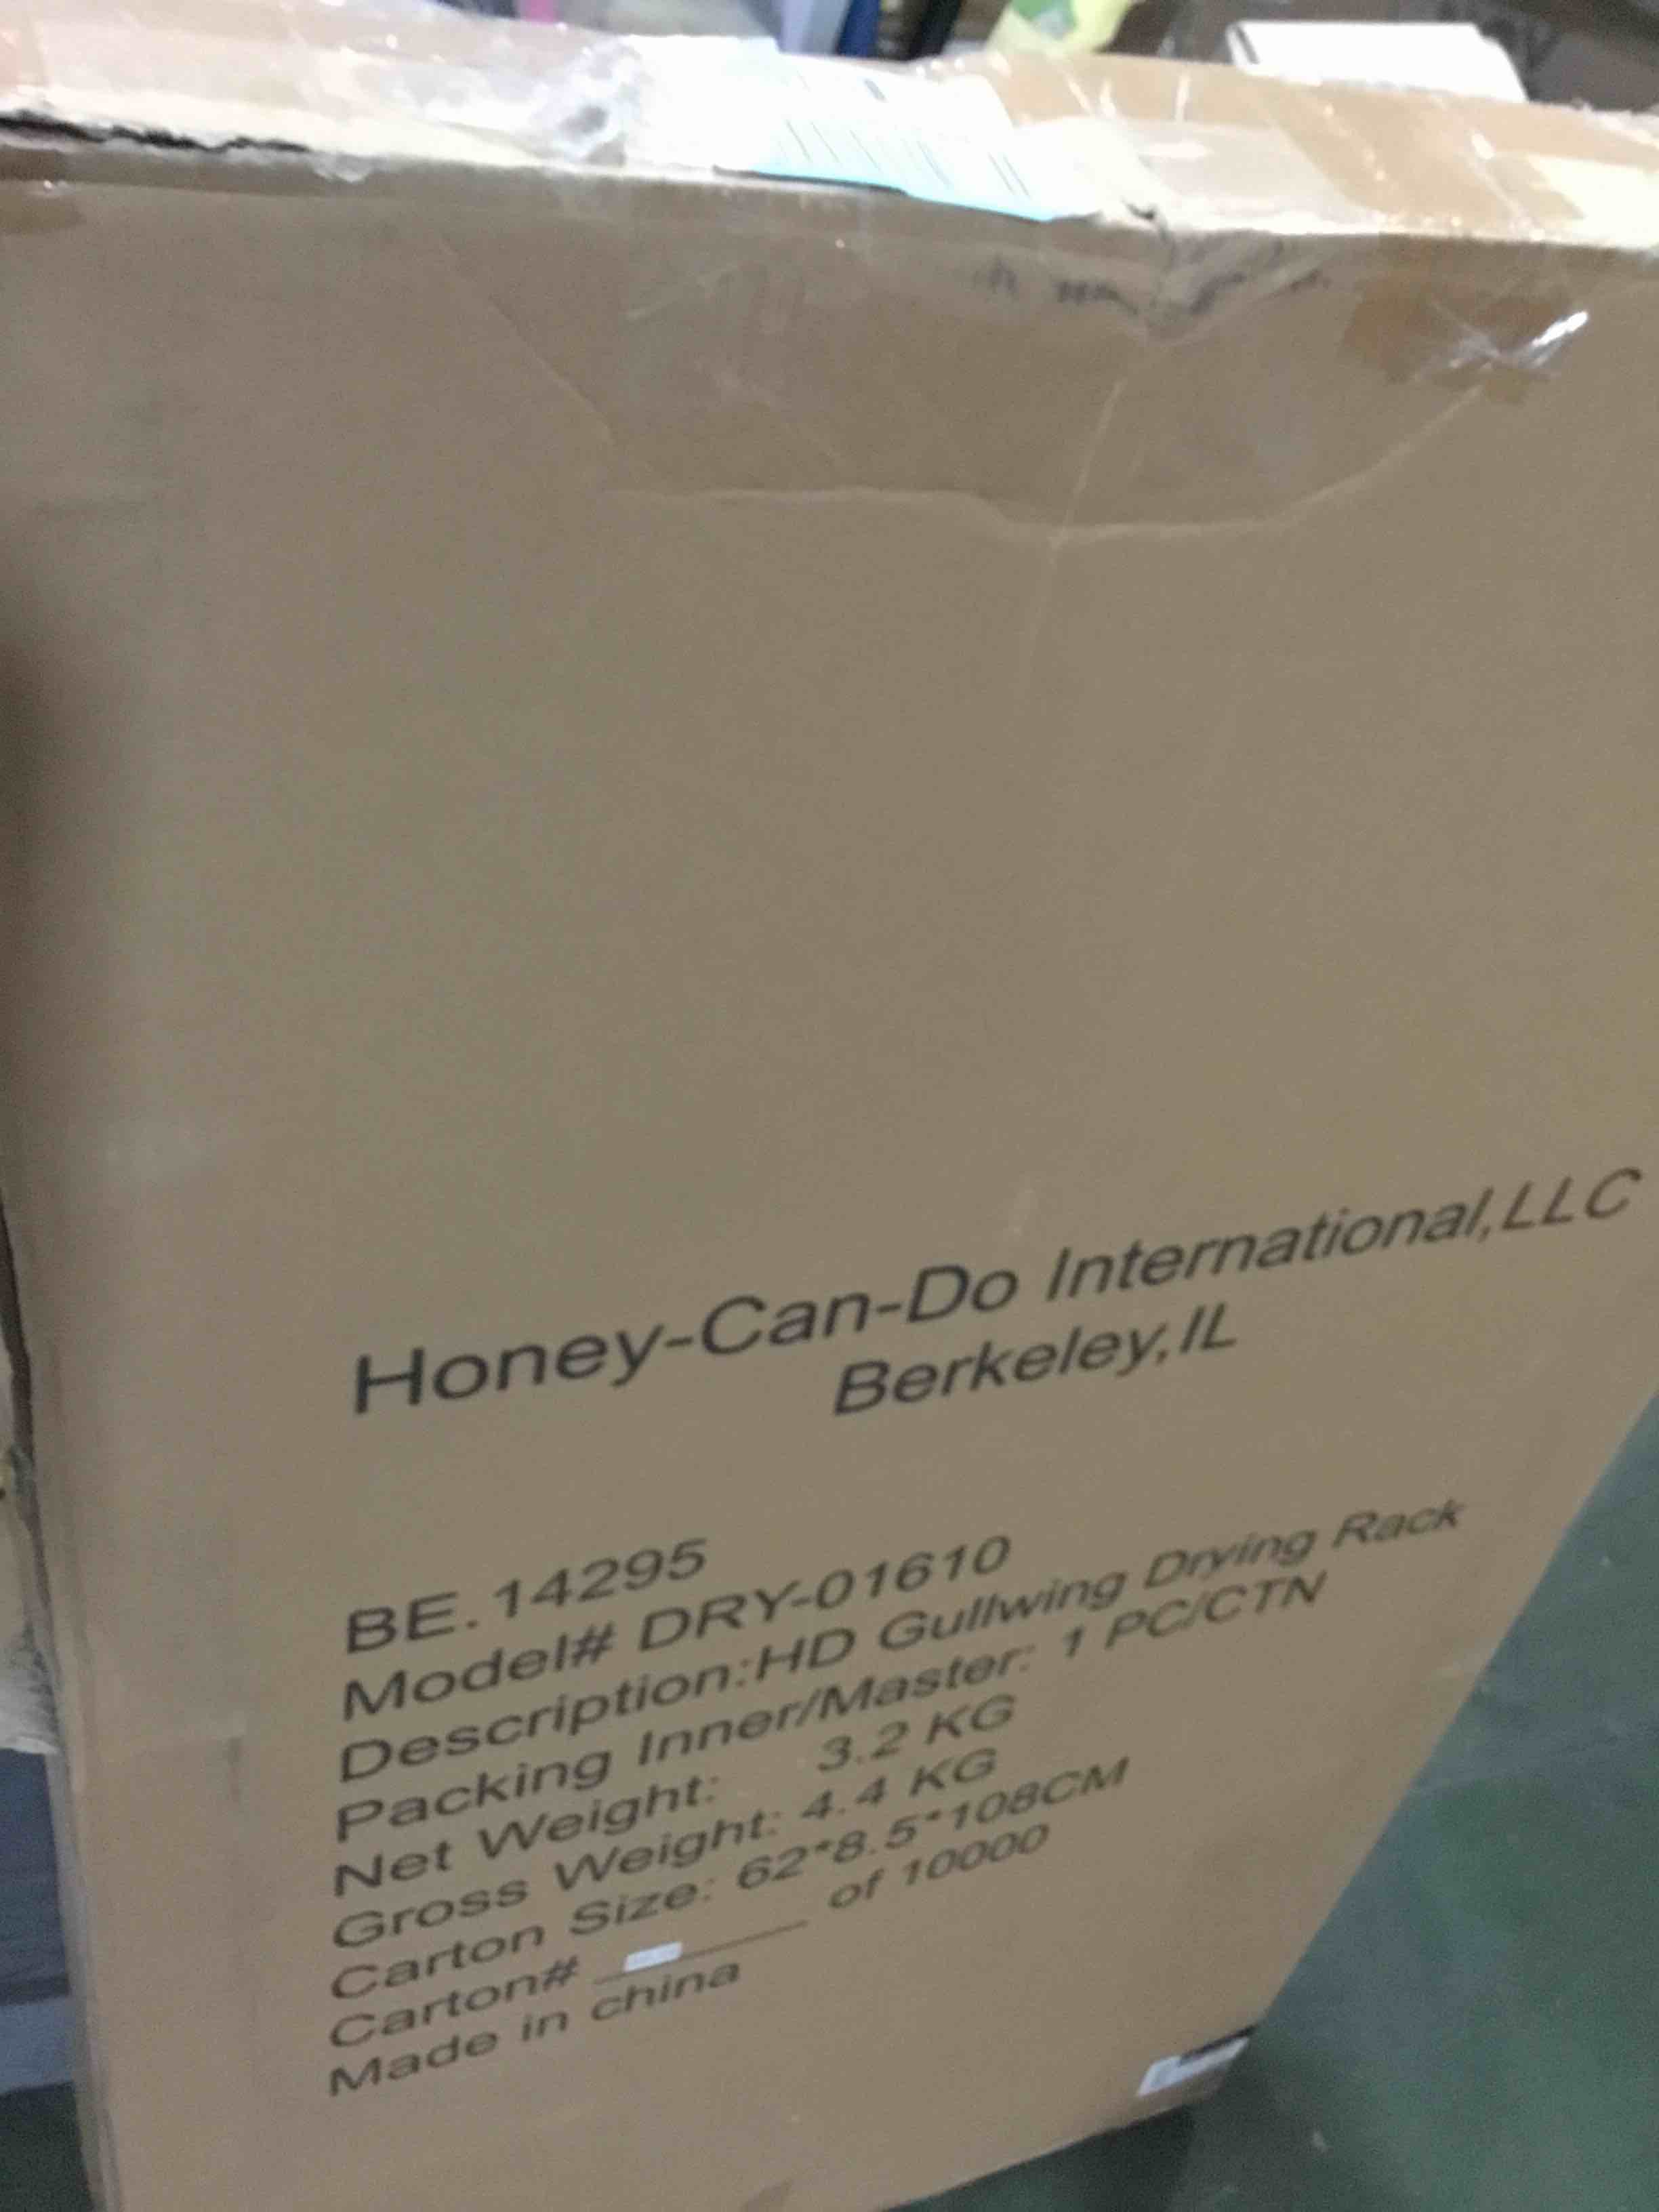 Honey-Can-Do International,LLC
Berkeley,IL
BE.14295
Model# DRY-01610
Description:HD Gullwing Drying Rack
Packing Inner/Master: 1 PC/CTN
Net Weight: 3.2 KG
Gross Weight: 4.4 KG
Carton Size: 62*8.5*108CM
Carton# of 10000
Made in china